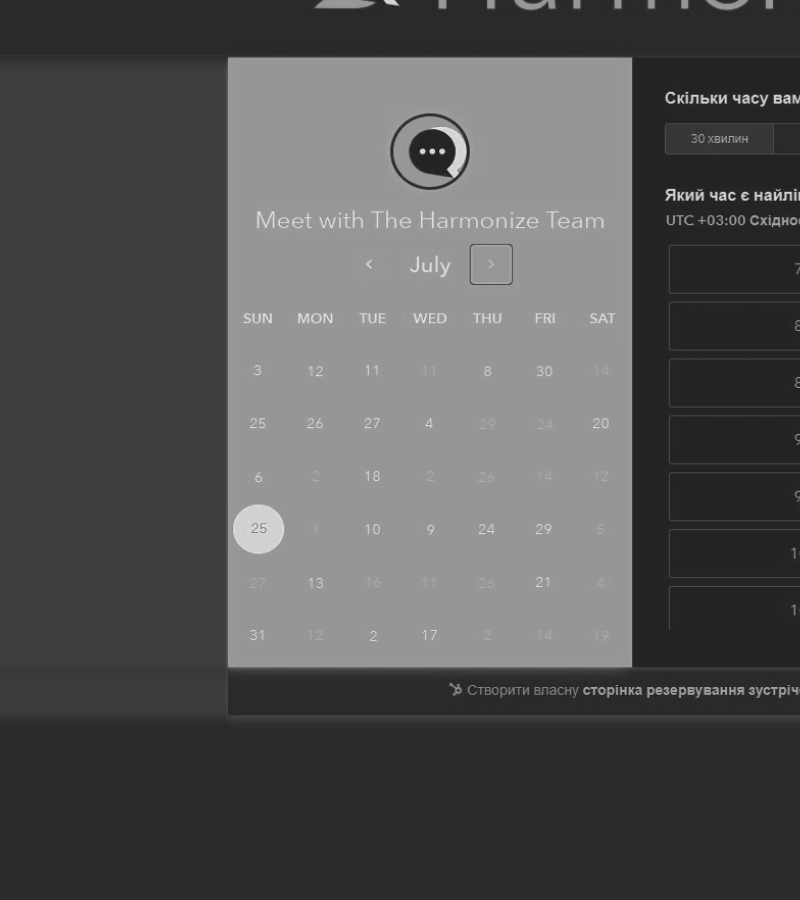 Harmon
Meet with The Harmonize Team
July
SUN MON TUE WED THU FRI SAT
3 12 11 11 8 30 14
25 26 27 4 29 24 20
6 2 18 2 26 14 12
25 1 10 9 24 29 5
27 13 16 11 26 21 4
31 12 2 17 2 14 19
Скільки часу вам
30 хвилин
Який час є найлі
UTC +03:00 Східно
7
8
8
9
9
1
1
Створити власну сторінка резервування зустріч